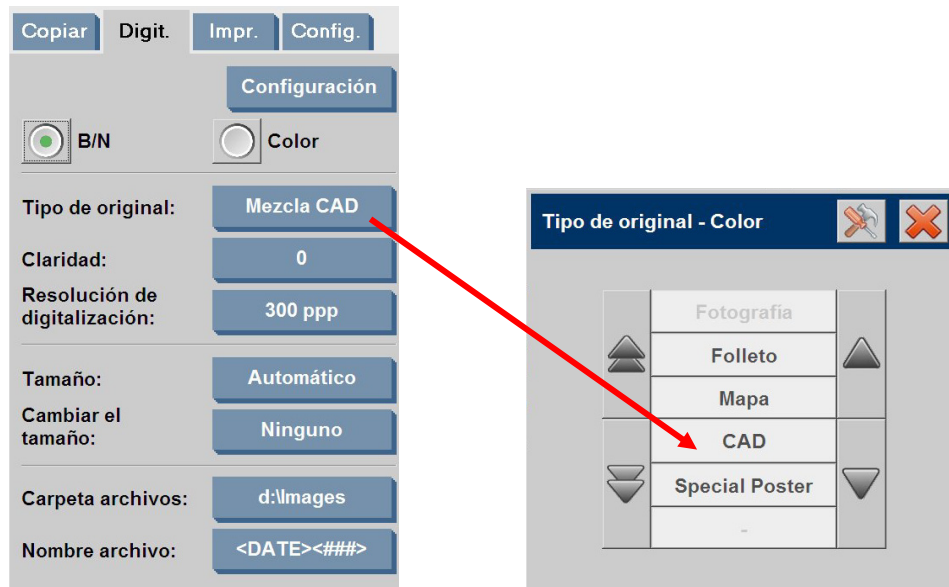 Copiar Digit. Impr. Config.
Configuración
B/N Color
Tipo de original: Mezcla CAD
Claridad: 0
Resolución de
digitalización: 300 ppp
Tamaño: Automático
Cambiar el
tamaño: Ninguno
Carpeta archivos: d:\Images
Nombre archivo: <DATE><###>
Tipo de original - Color
Fotografía
Folleto
Mapa
CAD
Special Poster
-